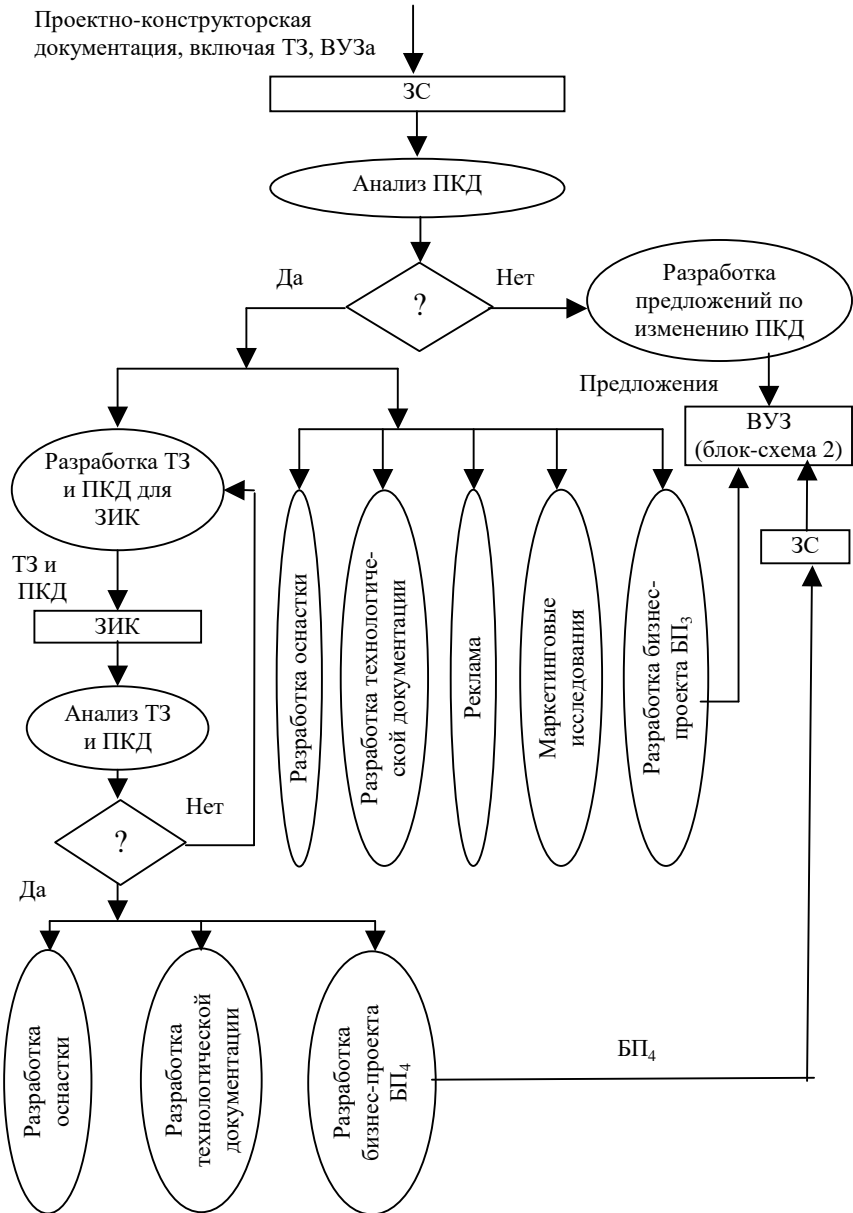 Проектно-конструкторская
документация, включая ТЗ, ВУЗа
ЗС
Анализ ПКД
Да
Нет
?
Разработка
предложений по
изменению ПКД
Предложения
ВУЗ
(блок-схема 2)
ЗС
Разработка ТЗ
и ПКД для
ЗИК
ТЗ и
ПКД
ЗИК
Анализ ТЗ
и ПКД
Нет
?
Да
Разработка оснастки
Разработка технологиче-
ской документации
Реклама
Маркетинговые
исследования
Разработка бизнес-
проекта БП₃
Разработка
оснастки
Разработка
технологической
документации
Разработка
бизнес-проекта
БП₄
БП₄